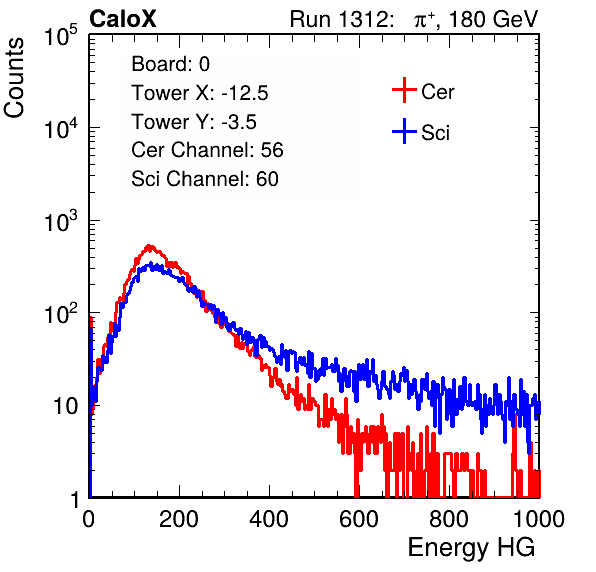 CaloX Run 1312: π⁺, 180 GeV
Counts
10⁵
10⁴
10³
10²
10
1
Board: 0
Tower X: -12.5
Tower Y: -3.5
Cer Channel: 56
Sci Channel: 60
Cer
Sci
0 200 400 600 800 1000
Energy HG